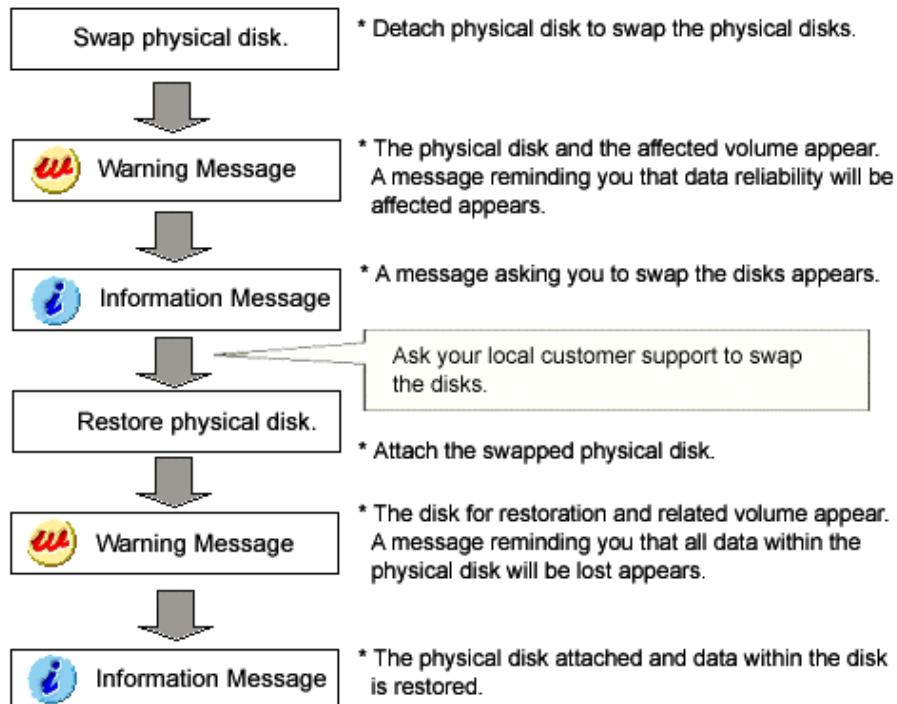 Swap physical disk.
* Detach physical disk to swap the physical disks.
Warning Message
* The physical disk and the affected volume appear.
A message reminding you that data reliability will be
affected appears.
Information Message
* A message asking you to swap the disks appears.
Ask your local customer support to swap
the disks.
Restore physical disk.
* Attach the swapped physical disk.
Warning Message
* The disk for restoration and related volume appear.
A message reminding you that all data within the
physical disk will be lost appears.
Information Message
* The physical disk attached and data within the disk
is restored.